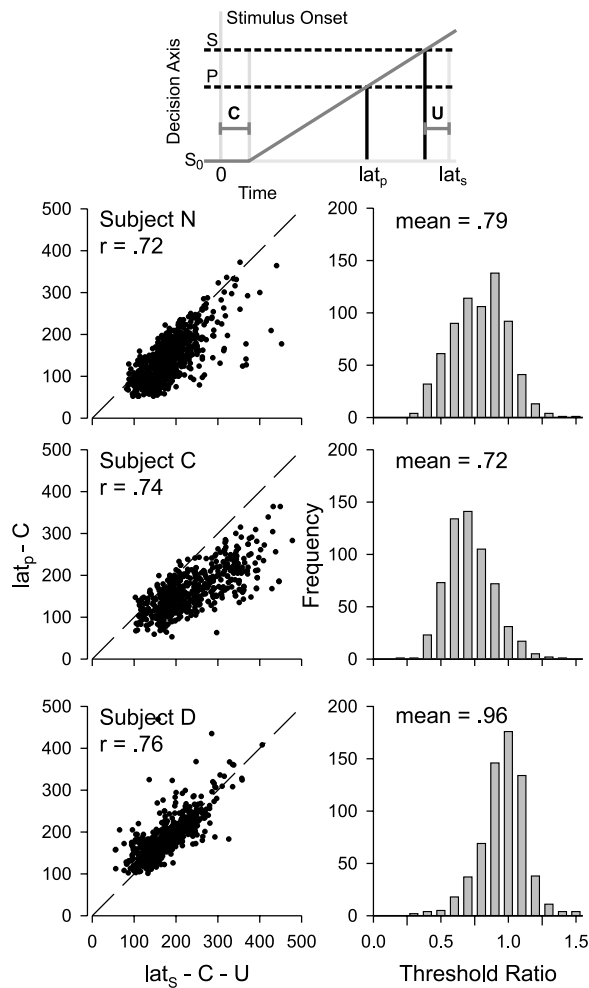 Stimulus Onset
S
P
Decision Axis
C
U
S0
0
latp
lats
Time
Subject N
r = .72
500
400
300
200
100
0
mean = .79
200
150
100
50
0
Subject C
r = .74
500
400
300
200
100
0
latp - C
mean = .72
200
150
100
50
0
Frequency
Subject D
r = .76
500
400
300
200
100
0
0 100 200 300 400 500
latS - C - U
mean = .96
200
150
100
50
0
0.0 0.5 1.0 1.5
Threshold Ratio